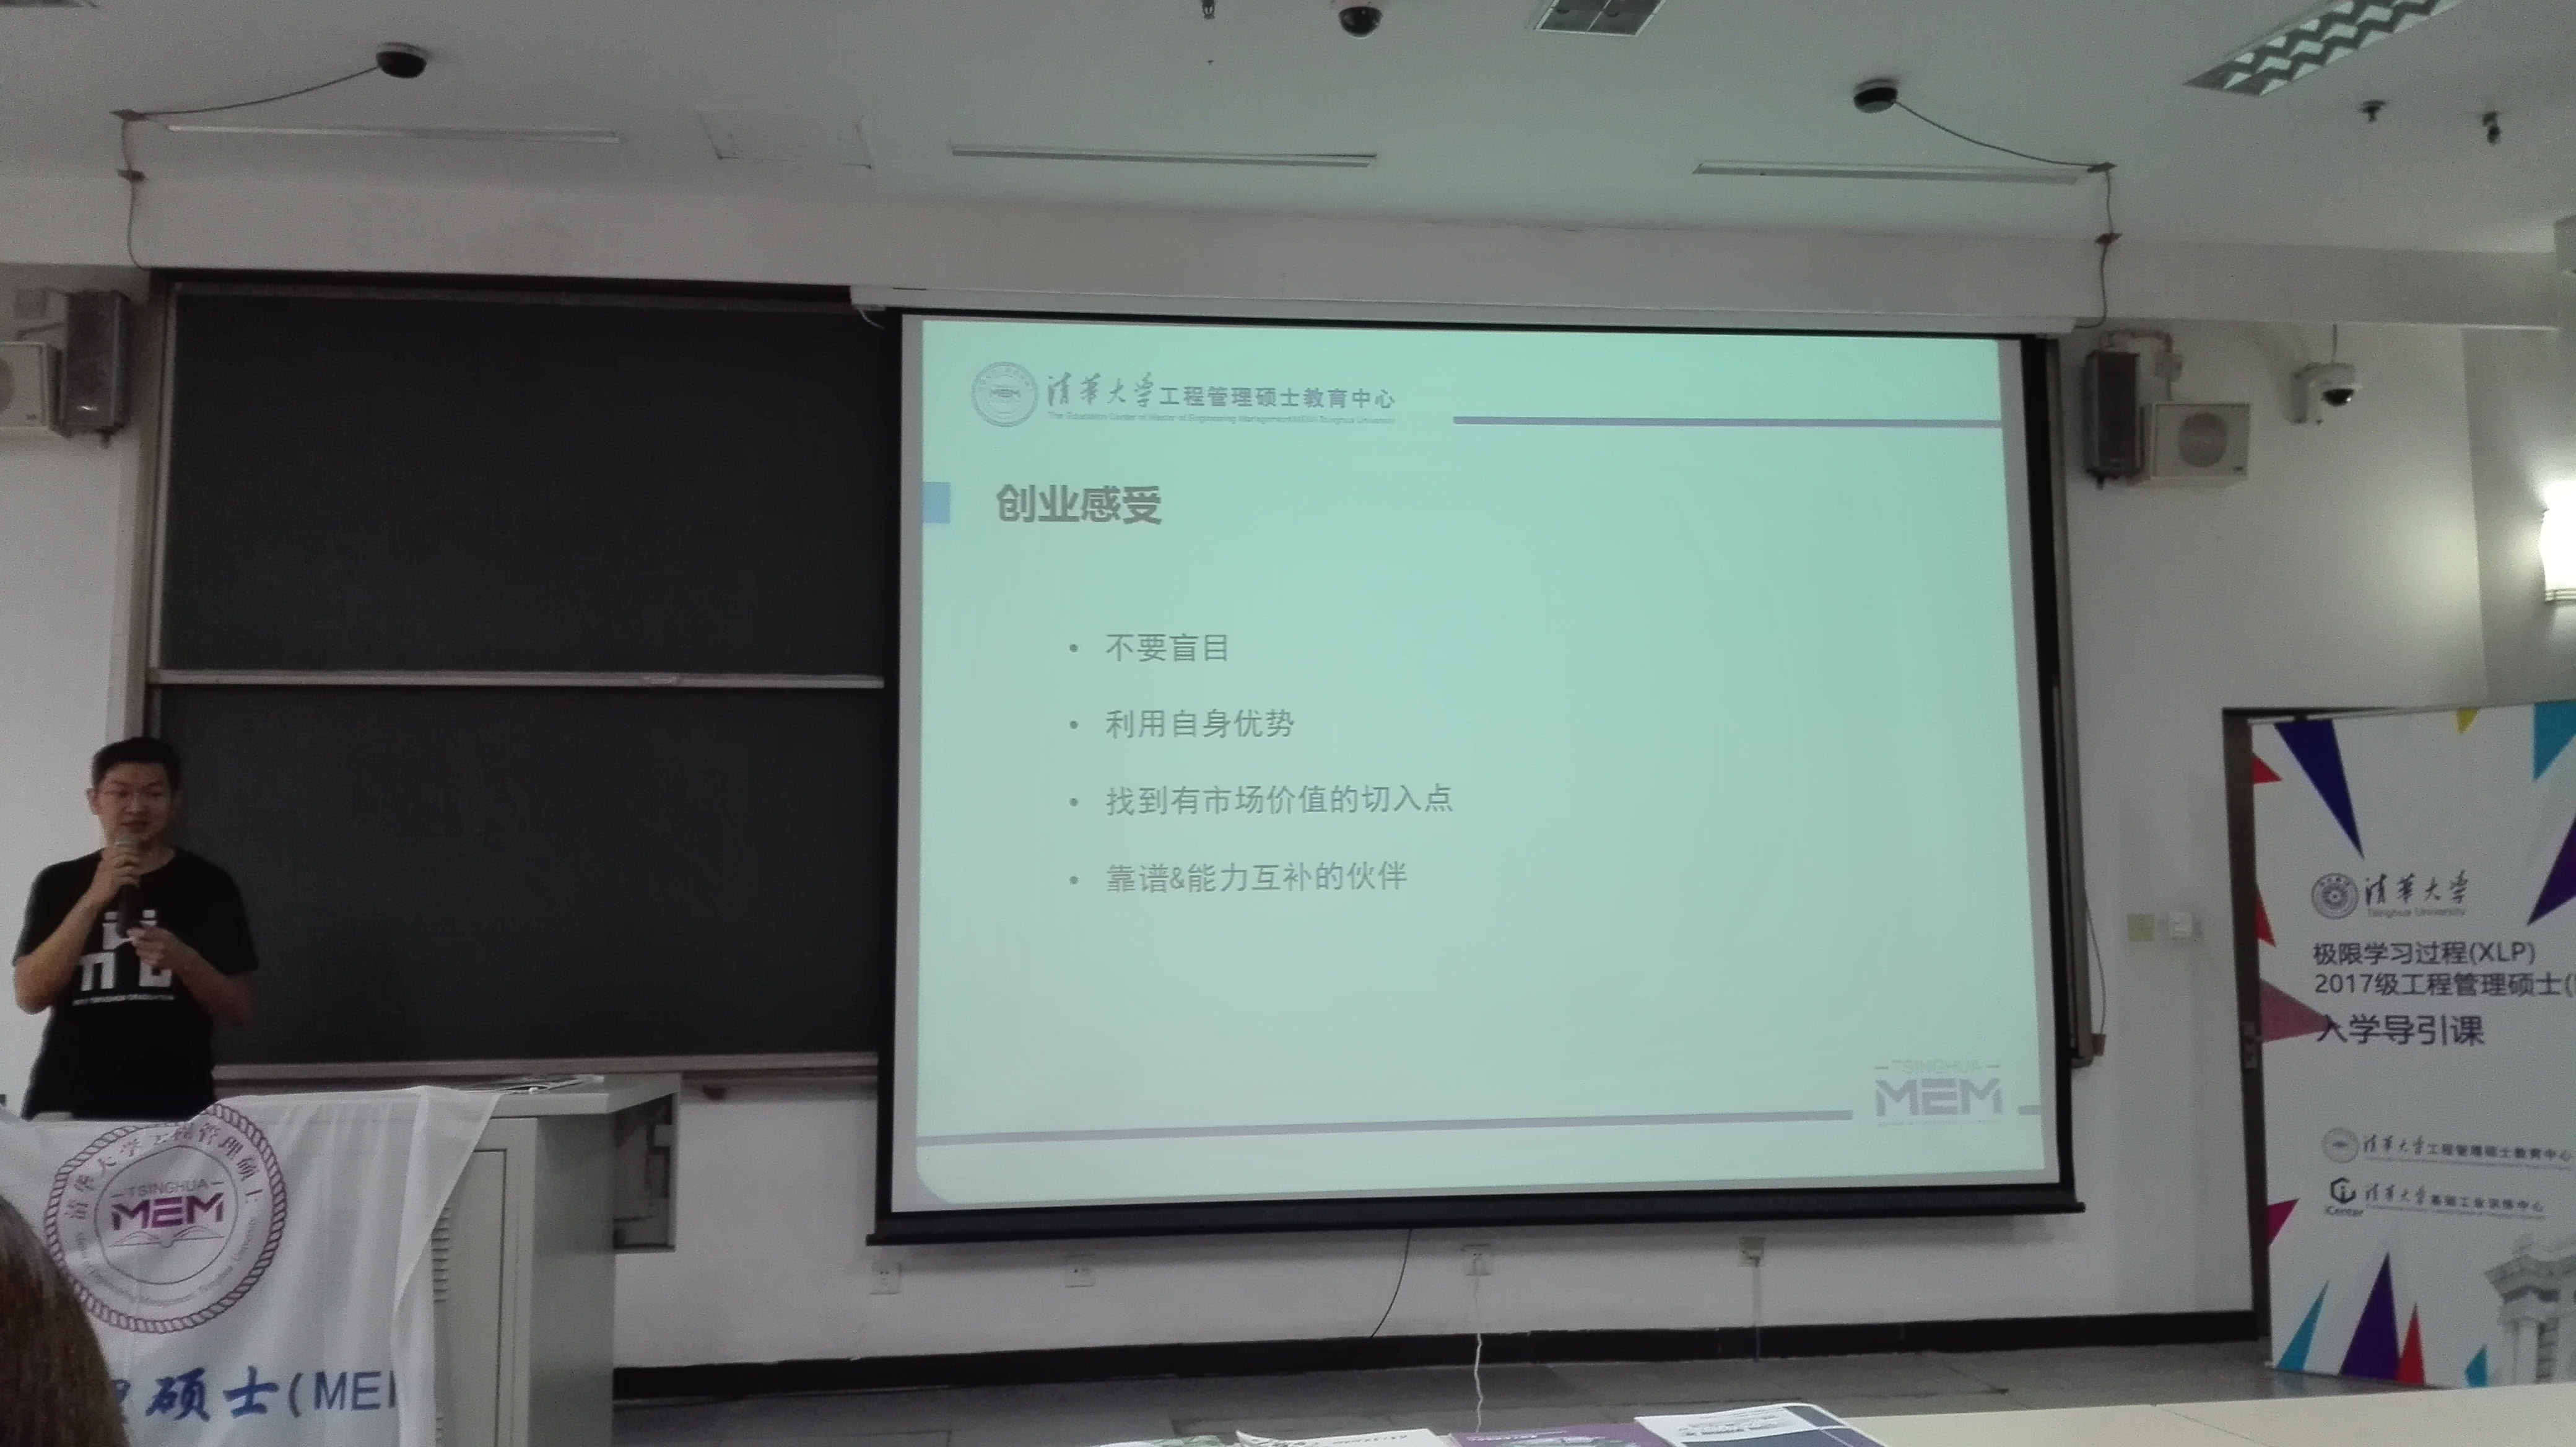 清华大学工程管理硕士教育中心
The Education Center of Master of Engineering Management(MEM) Tsinghua University
创业感受
• 不要盲目
• 利用自身优势
• 找到有市场价值的切入点
• 靠谱&能力互补的伙伴
TSINGHUA
MEM
清华大学
Tsinghua University
极限学习过程(XLP)
2017级工程管理硕士(
入学导引课
清华大学工程管理硕士教育中心
清华大学基础工业训练中心
iCenter
清华大学工程管理硕士
TSINGHUA
MEM
硕士(MEM